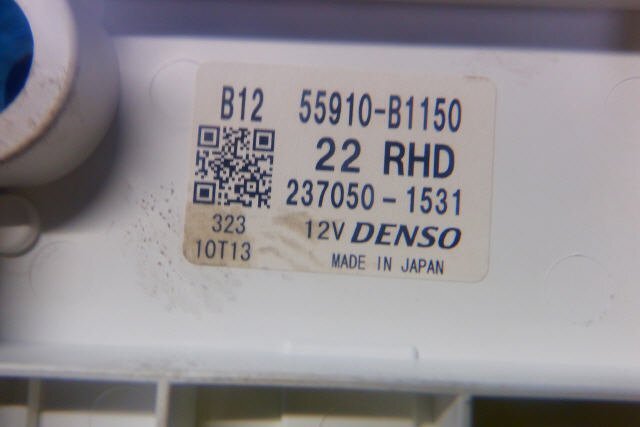 B12 55910-B1150
22 RHD
237050-1531
323 12V DENSO
10T13 MADE IN JAPAN